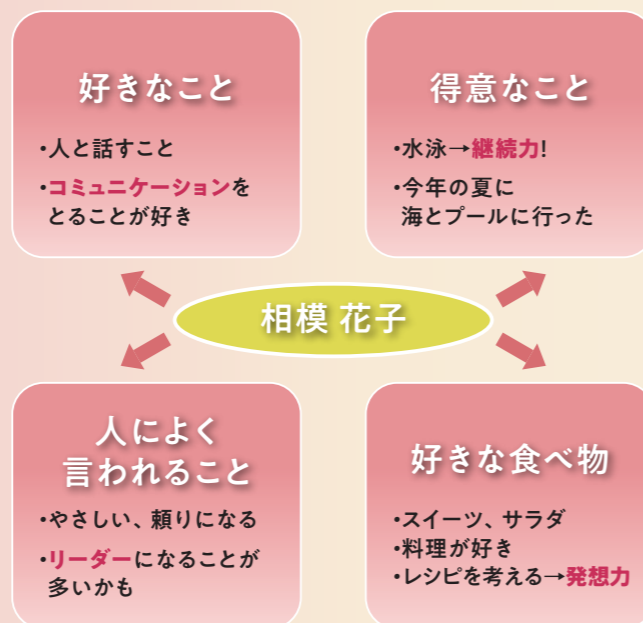 好きなこと
・人と話すこと
・コミュニケーションを
とることが好き
得意なこと
・水泳→継続力!
・今年の夏に
海とプールに行った
相模 花子
人によく
言われること
・やさしい、頼りになる
・リーダーになることが
多いかも
好きな食べ物
・スイーツ、サラダ
・料理が好き
・レシピを考える→発想力